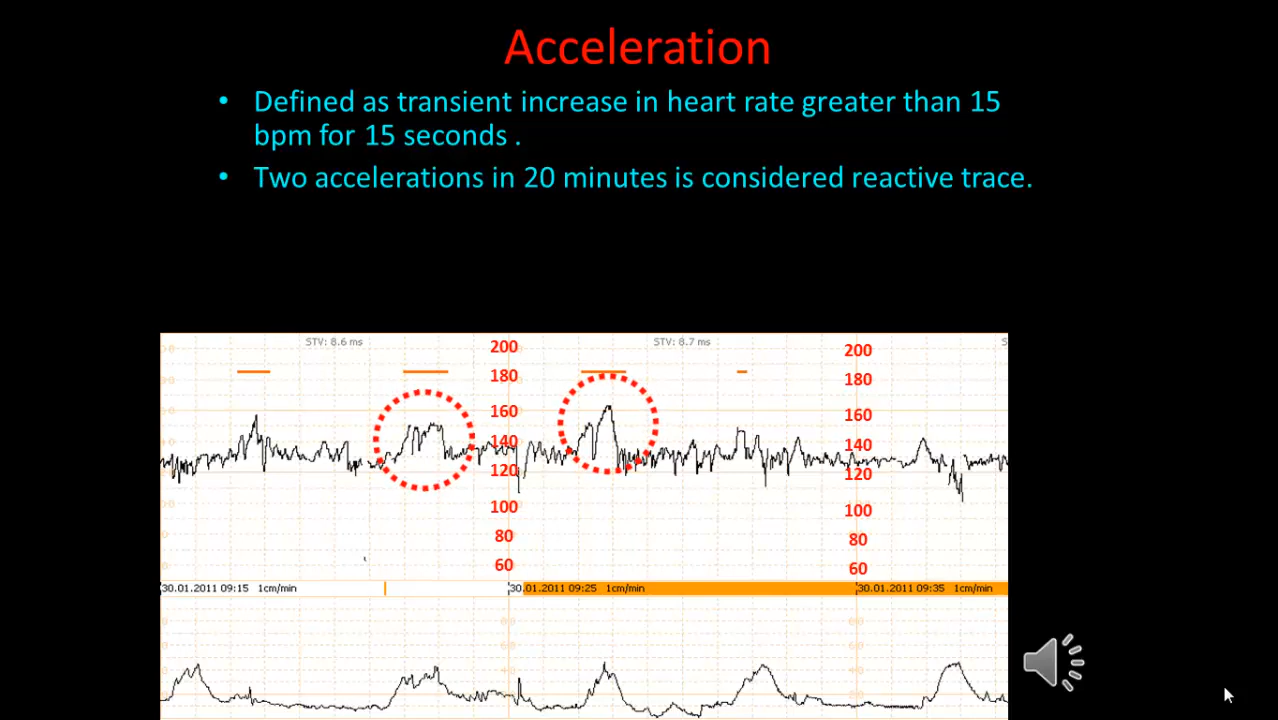 Acceleration
• Defined as transient increase in heart rate greater than 15
bpm for 15 seconds .
• Two accelerations in 20 minutes is considered reactive trace.
STV: 8.6 ms
STV: 8.7 ms
S
200
180
160
140
120
100
80
60
200
180
160
140
120
100
80
60
30.01.2011 09:15 1cm/min
30.01.2011 09:25 1cm/min
30.01.2011 09:35 1cm/min